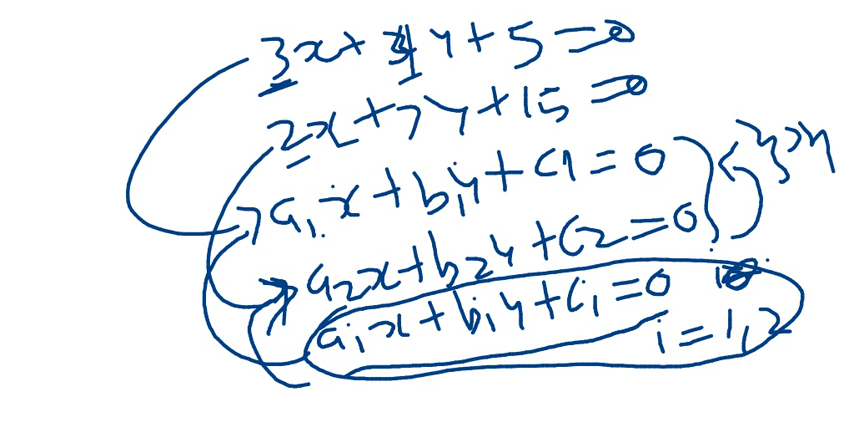 3x + 4y + 5 = 0
2x + 7y + 15 = 0
a₁x + b₁y + c₁ = 0
a₂x + b₂y + c₂ = 0
aᵢx + bᵢy + cᵢ = 0
i = 1, 2